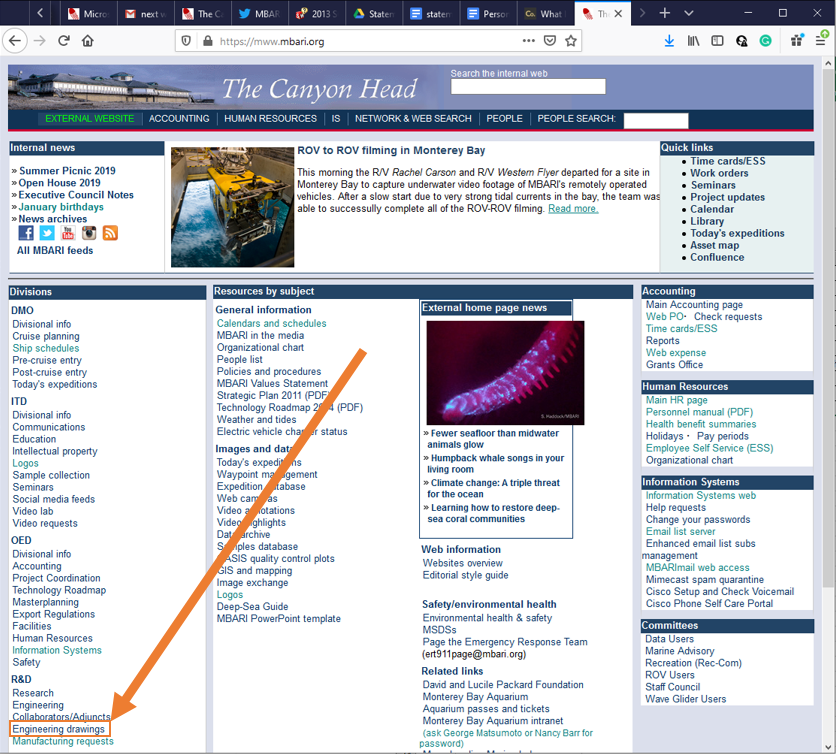 Micro
next w
The Ca
MBAR
2013 S
Statem
statem
Person
What
Th
https://mww.mbari.org
The Canyon Head
Search the internal web
EXTERNAL WEBSITE ACCOUNTING HUMAN RESOURCES IS NETWORK & WEB SEARCH PEOPLE PEOPLE SEARCH:
Internal news
» Summer Picnic 2019
» Open House 2019
» Executive Council Notes
» January birthdays
» News archives
You
Tube
All MBARI feeds
ROV to ROV filming in Monterey Bay
This morning the R/V Rachel Carson and R/V Western Flyer departed for a site in
Monterey Bay to capture underwater video footage of MBARI's remotely operated
vehicles. After a slow start due to very strong tidal currents in the bay, the team was
able to successfully complete all of the ROV-ROV filming. Read more.
Quick links
• Time cards/ESS
• Work orders
• Seminars
• Project updates
• Calendar
• Library
• Today's expeditions
• Asset map
• Confluence
Divisions
DMO
Divisional info
Cruise planning
Ship schedules
Pre-cruise entry
Post-cruise entry
Today's expeditions
ITD
Divisional info
Communications
Education
Intellectual property
Logos
Sample collection
Seminars
Social media feeds
Video lab
Video requests
OED
Divisional info
Accounting
Project Coordination
Technology Roadmap
Masterplanning
Export Regulations
Facilities
Human Resources
Information Systems
Safety
R&D
Research
Engineering
Collaborators/Adjuncts
Engineering drawings
Manufacturing requests
Resources by subject
General information
Calendars and schedules
MBARI in the media
Organizational chart
People list
Policies and procedures
MBARI Values Statement
Strategic Plan 2011 (PDF)
Technology Roadmap 2014 (PDF)
Weather and tides
Electric vehicle charger status
Images and data
Today's expeditions
Waypoint management
Expedition database
Web cameras
Video annotations
Video highlights
Data archive
Samples database
OASIS quality control plots
GIS and mapping
Image exchange
Logos
Deep-Sea Guide
MBARI PowerPoint template
External home page news
S. Haddock/MBARI
» Fewer seafloor than midwater
animals glow
» Humpback whale songs in your
living room
» Climate change: A triple threat
for the ocean
» Learning how to restore deep-
sea coral communities
Web information
Websites overview
Editorial style guide
Safety/environmental health
Environmental health & safety
MSDSs
Page the Emergency Response Team
(ert911page@mbari.org)
Related links
David and Lucile Packard Foundation
Monterey Bay Aquarium
Aquarium passes and tickets
Monterey Bay Aquarium intranet
(ask George Matsumoto or Nancy Barr for
password)
Accounting
Main Accounting page
Web PO • Check requests
Time cards/ESS
Reports
Web expense
Grants Office
Human Resources
Main HR page
Personnel manual (PDF)
Health benefit summaries
Holidays • Pay periods
Employee Self Service (ESS)
Organizational chart
Information Systems
Information Systems web
Help requests
Change your passwords
Email list server
Enhanced email list subs
management
MBARImail web access
Mimecast spam quarantine
Cisco Setup and Check Voicemail
Cisco Phone Self Care Portal
Committees
Data Users
Marine Advisory
Recreation (Rec-Com)
ROV Users
Staff Council
Wave Glider Users